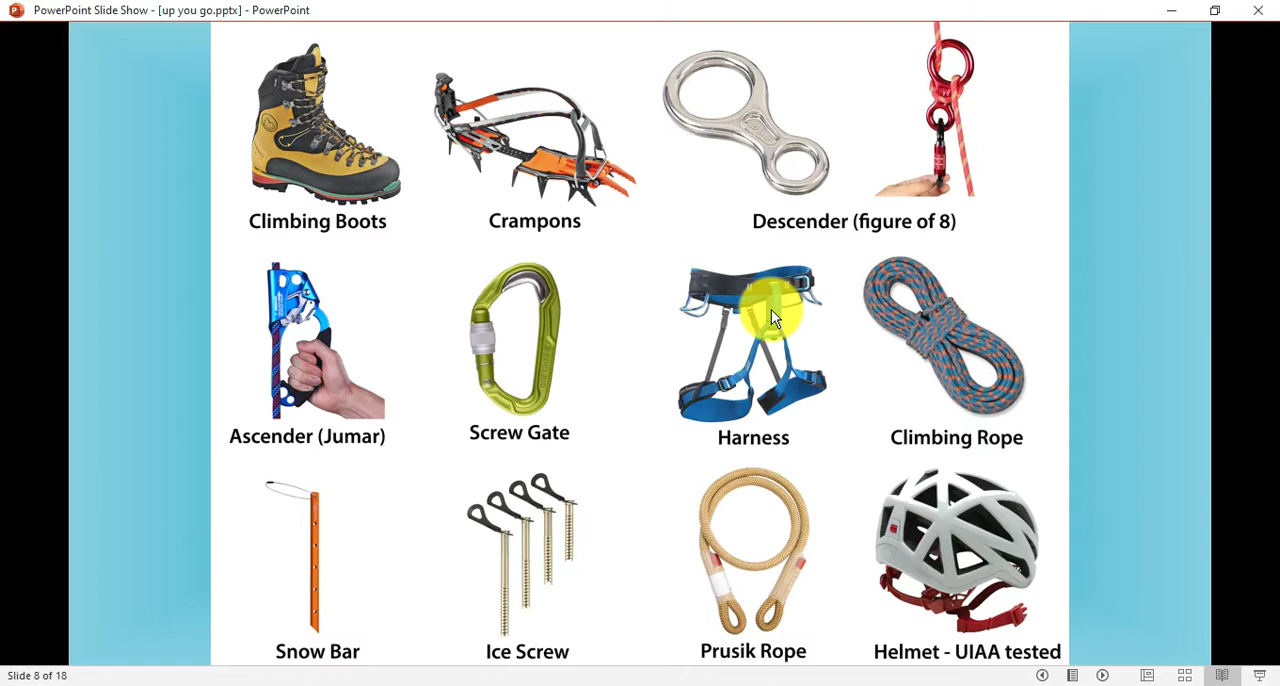 PowerPoint Slide Show - [up you go.pptx] - PowerPoint
Climbing Boots
Crampons
Descender (figure of 8)
Ascender (Jumar)
Screw Gate
Harness
Climbing Rope
Snow Bar
Ice Screw
Prusik Rope
Helmet - UIAA tested
Slide 8 of 18